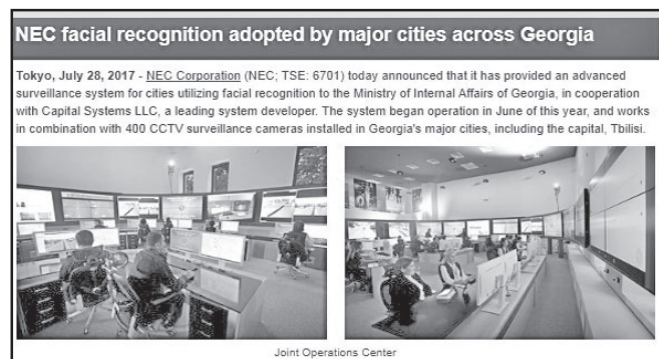 NEC facial recognition adopted by major cities across Georgia
Tokyo, July 28, 2017 - NEC Corporation (NEC; TSE: 6701) today announced that it has provided an advanced
surveillance system for cities utilizing facial recognition to the Ministry of Internal Affairs of Georgia, in cooperation
with Capital Systems LLC, a leading system developer. The system began operation in June of this year, and works
in combination with 400 CCTV surveillance cameras installed in Georgia's major cities, including the capital, Tbilisi.
Joint Operations Center